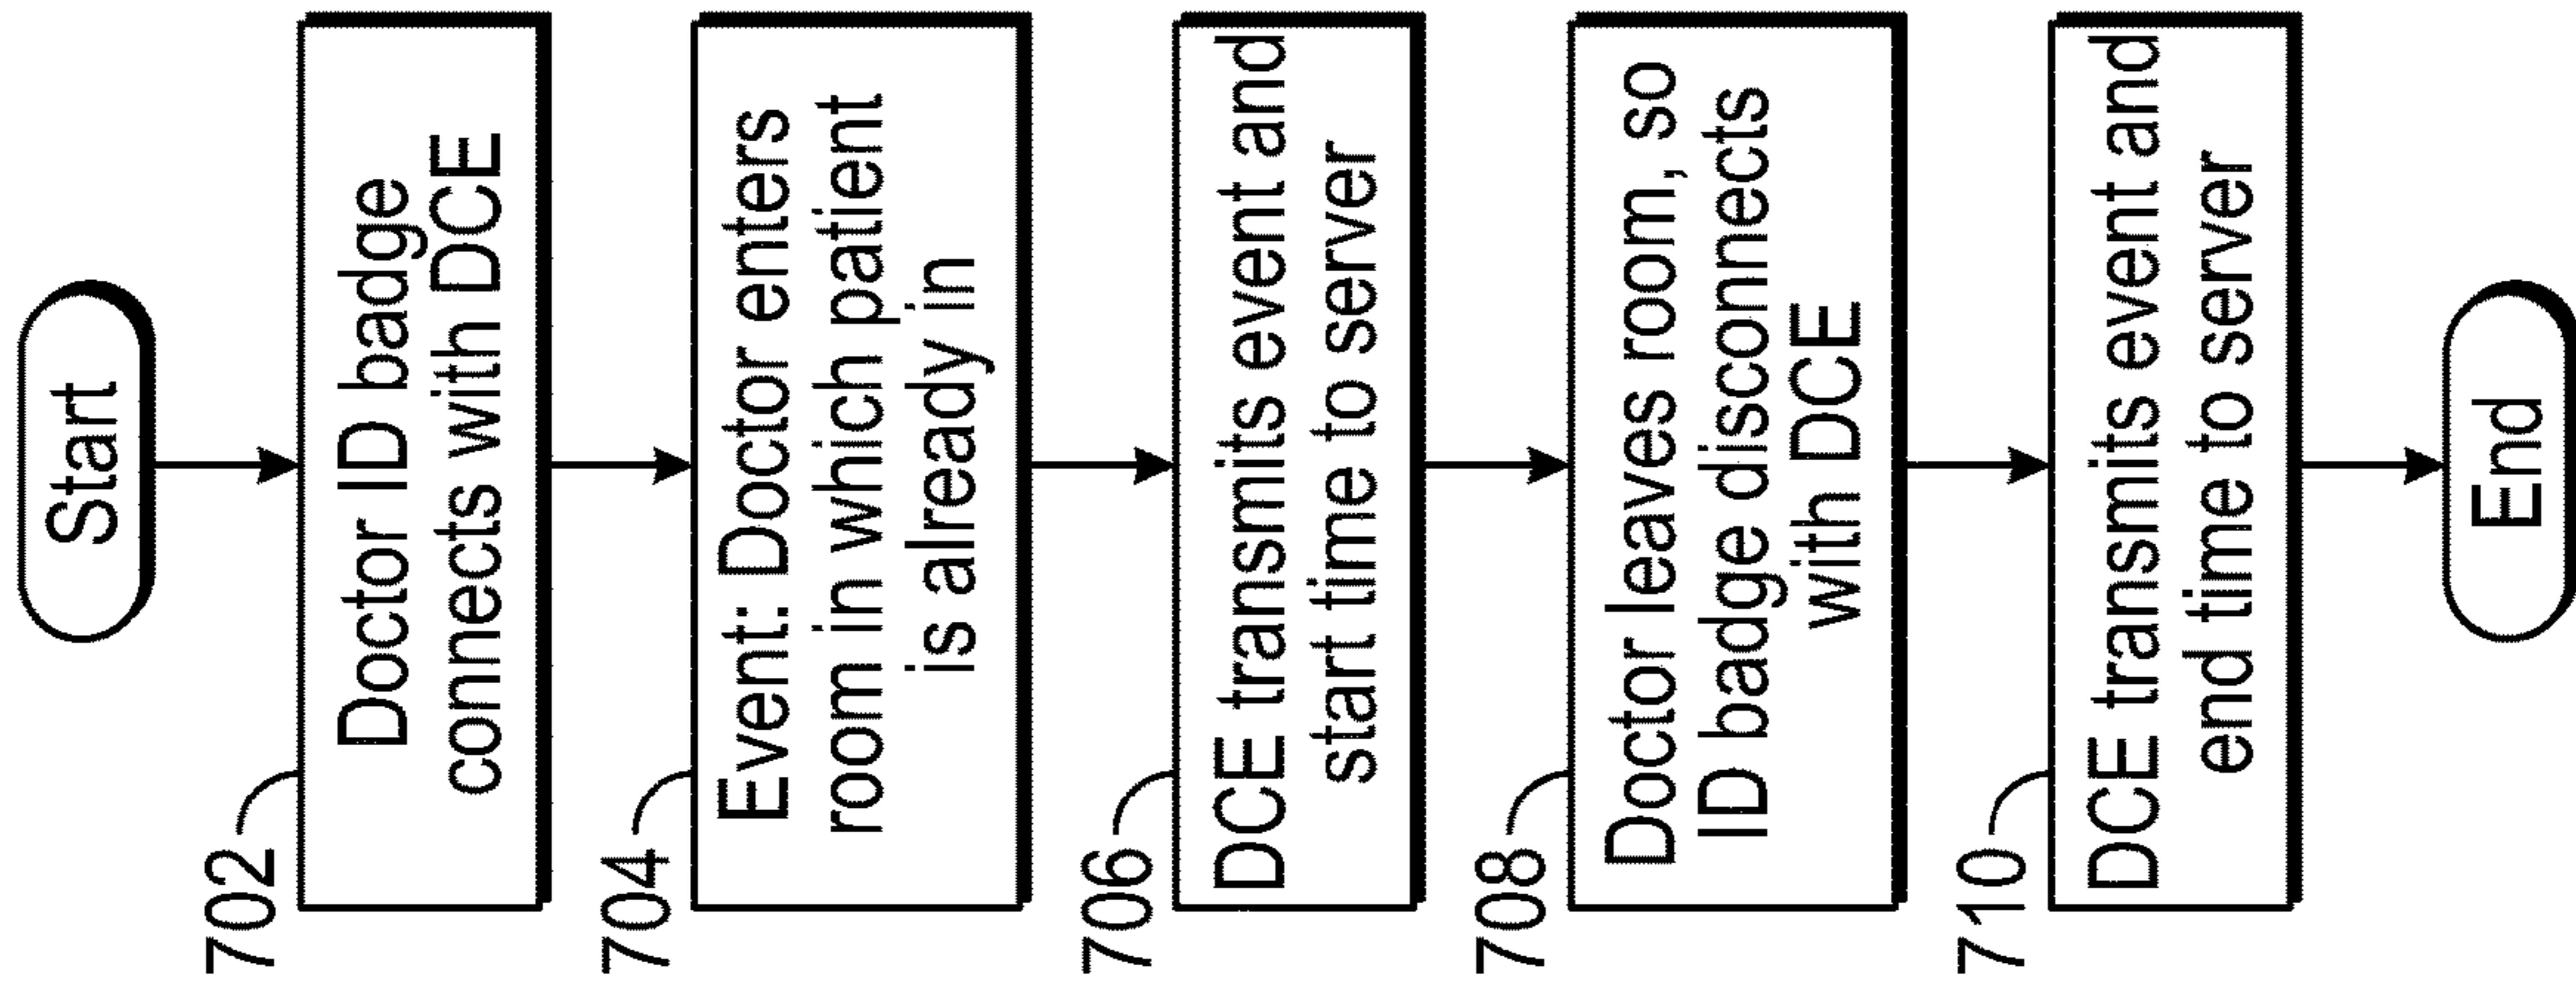 Start
702
Doctor ID badge
connects with DCE
704
Event: Doctor enters
room in which patient
is already in
706
DCE transmits event and
start time to server
708
Doctor leaves room, so
ID badge disconnects
with DCE
710
DCE transmits event and
end time to server
End